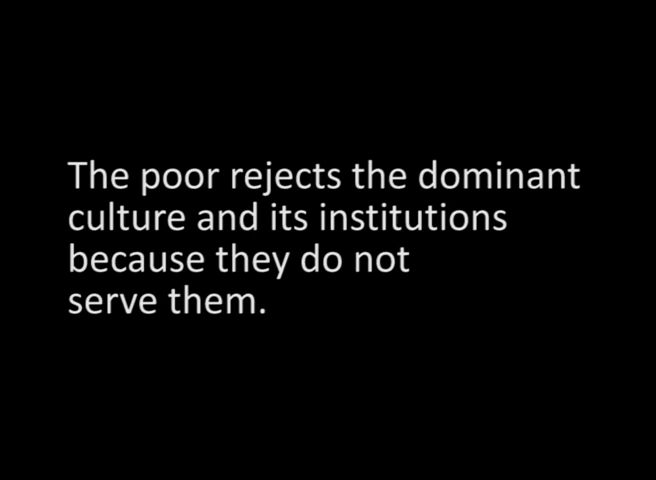 The poor rejects the dominant
culture and its institutions
because they do not
serve them.